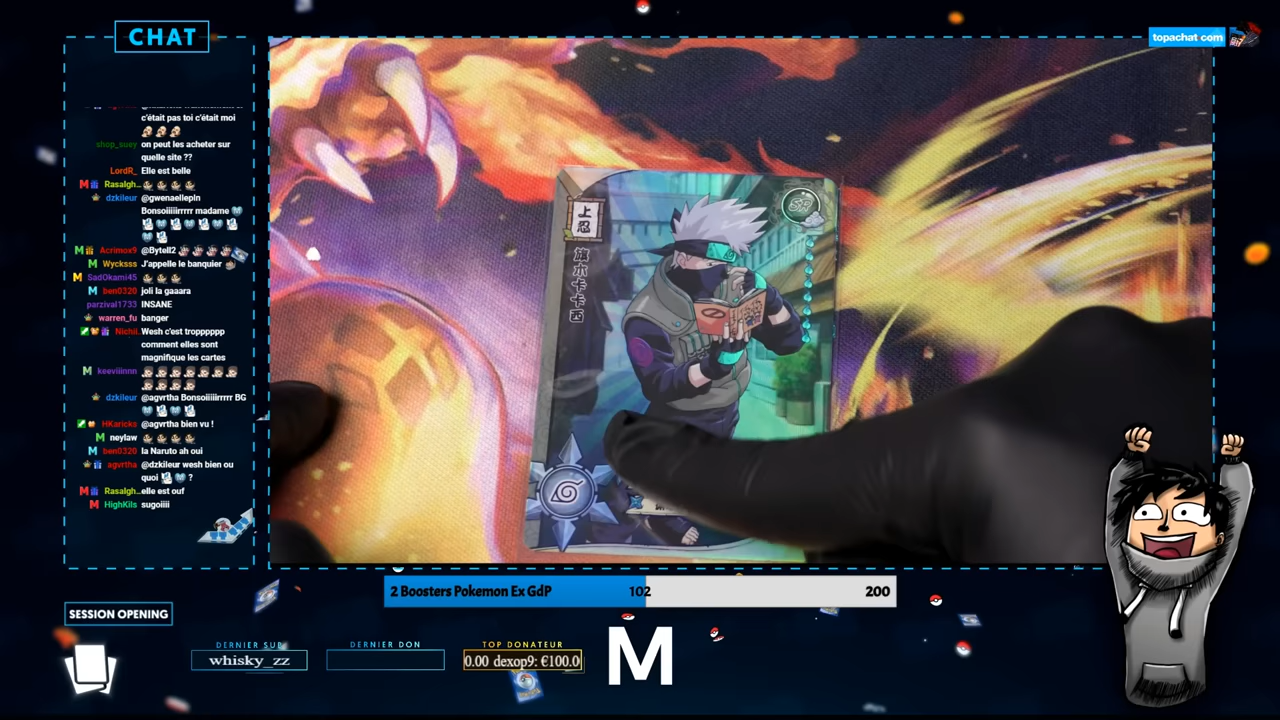 CHAT
topachat com
c'était pas toi c'était moi
shop_suey on peut les acheter sur
quelle site ??
LordR_ Elle est belle
Rasalgh...
dzkileur @gwenaellepln
Bonsoiiiiirrrrr madame
Acrimox9 @Bytell2
Wycksss J'appelle le banquier
SadOkami45
ben0320 joli la gaaara
parzival1733 INSANE
warren_fu banger
Nichii. Wesh c'est tropppppp
comment elles sont
magnifique les cartes
keeviiinnn
dzkileur @agvrtha Bonsoiiiiirrrrr BG
HKaricks @agvrtha bien vu !
neylaw
ben0320 la Naruto ah oui
agvrtha @dzkileur wesh bien ou
quoi ?
Rasalgh... elle est ouf
HighKils sugoiiii
上忍
SR
旗木卡卡西
2 Boosters Pokemon Ex GdP 102 200
SESSION OPENING
DERNIER SUB
whisky_zz
DERNIER DON
TOP DONATEUR
0.00 dexop9: €100.0
M